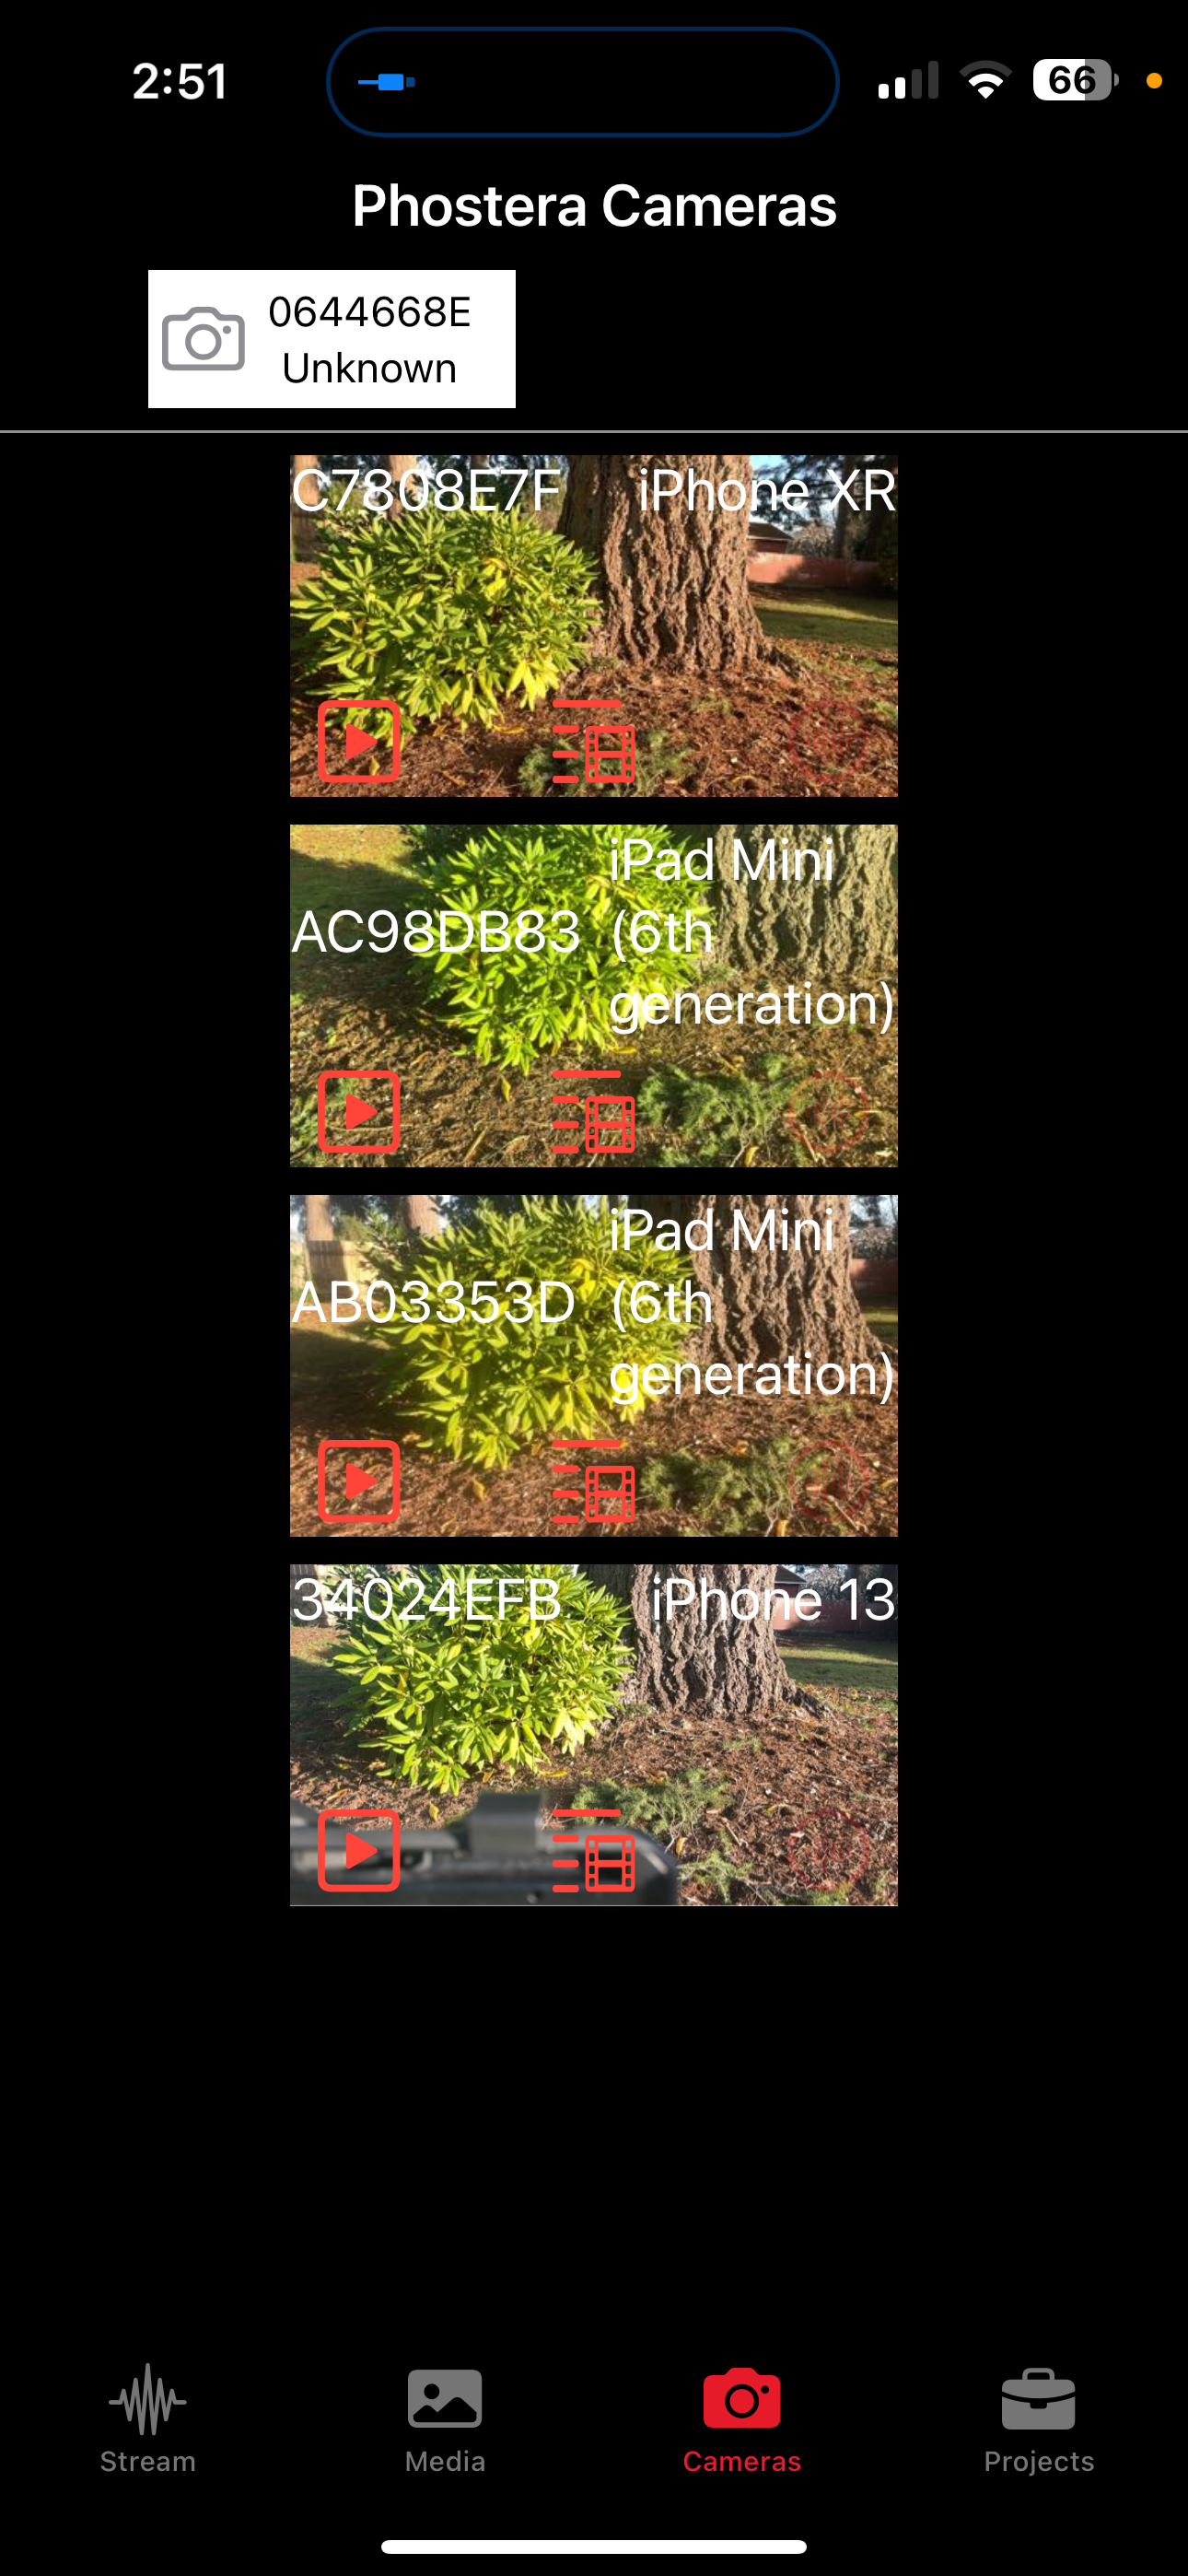 2:51
66
Phostera Cameras
0644668E
Unknown
C7808E7F iPhone XR
iPad Mini
AC98DB83 (6th
generation)
iPad Mini
AB03353D (6th
generation)
34024EFB iPhone 13
Stream Media Cameras Projects